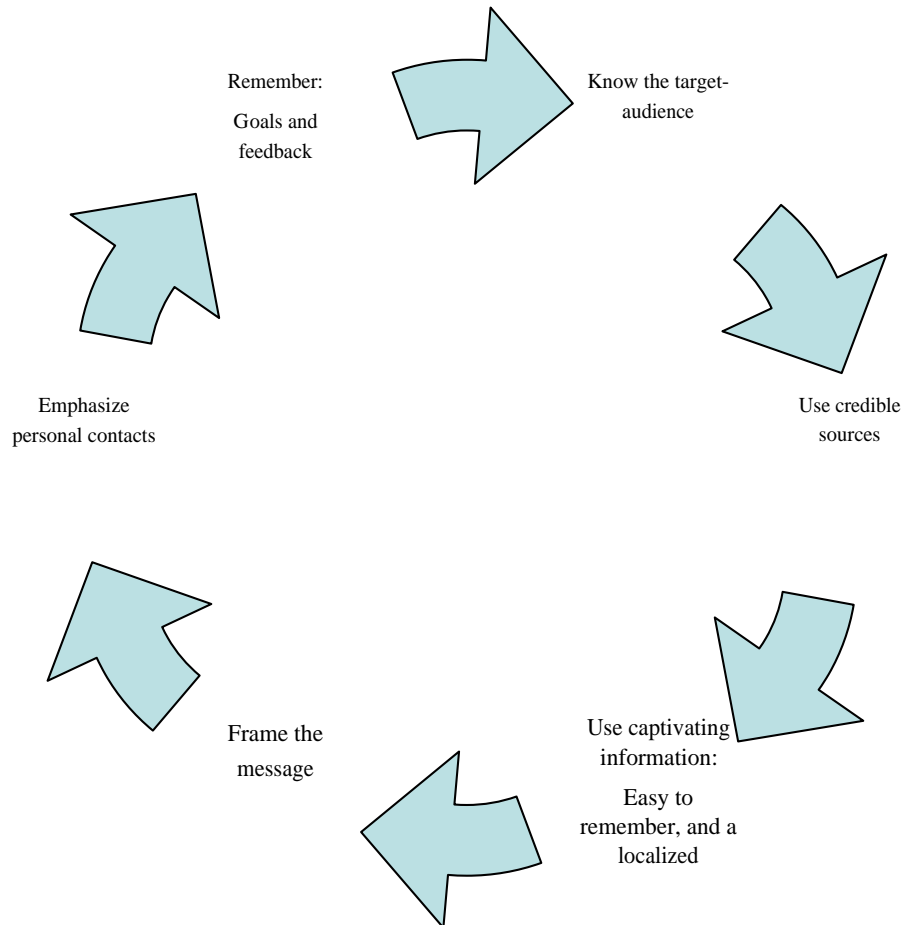 Remember:
Goals and
feedback
Know the target-
audience
Use credible
sources
Use captivating
information:
Easy to
remember, and a
localized
Frame the
message
Emphasize
personal contacts